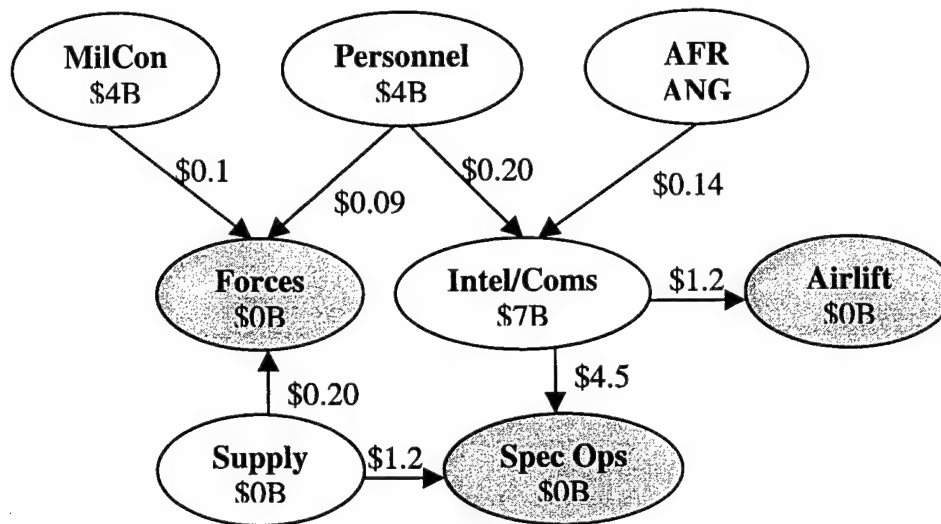 MilCon
$4B
Personnel
$4B
AFR
ANG
$0.1
$0.09
$0.20
$0.14
Forces
$0B
Intel/Coms
$7B
$1.2
Airlift
$0B
$0.20
$4.5
Supply
$0B
$1.2
Spec Ops
$0B